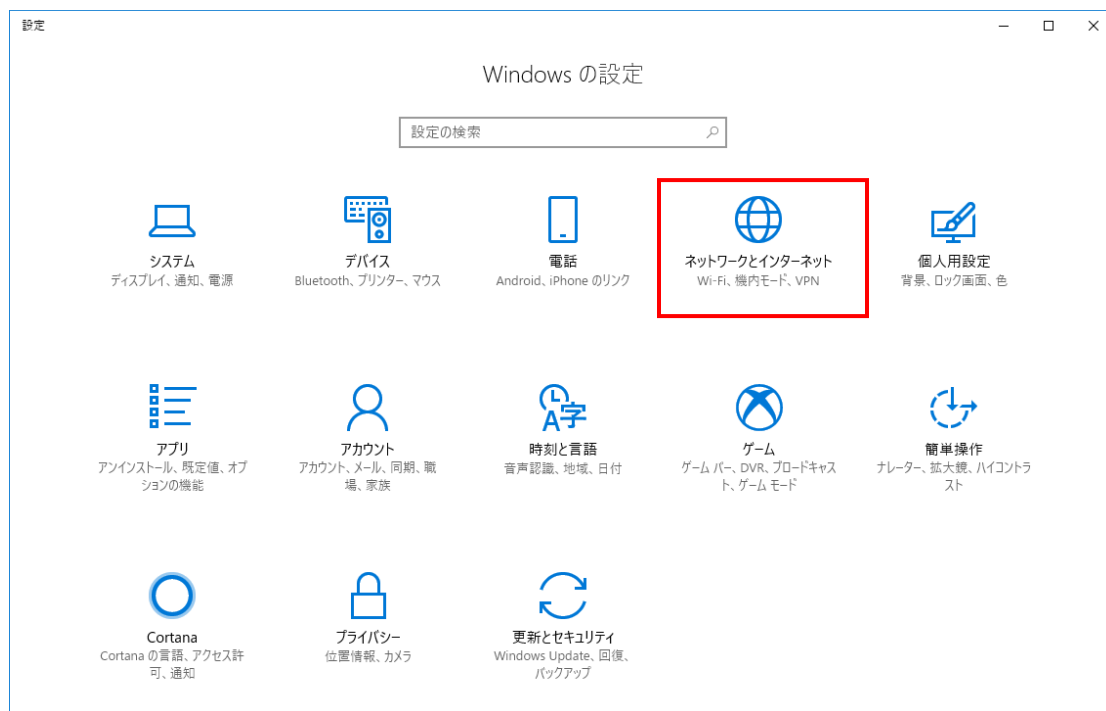 設定
Windows の設定
設定の検索
システム
ディスプレイ、通知、電源
デバイス
Bluetooth、プリンター、マウス
電話
Android、iPhone のリンク
ネットワークとインターネット
Wi-Fi、機内モード、VPN
個人用設定
背景、ロック画面、色
アプリ
アンインストール、既定値、オプ
ションの機能
アカウント
アカウント、メール、同期、職
場、家族
時刻と言語
音声認識、地域、日付
ゲーム
ゲーム バー、DVR、ブロードキャス
ト、ゲーム モード
簡単操作
ナレーター、拡大鏡、ハイコントラ
スト
Cortana
Cortana の言語、アクセス許
可、通知
プライバシー
位置情報、カメラ
更新とセキュリティ
Windows Update、回復、
バックアップ